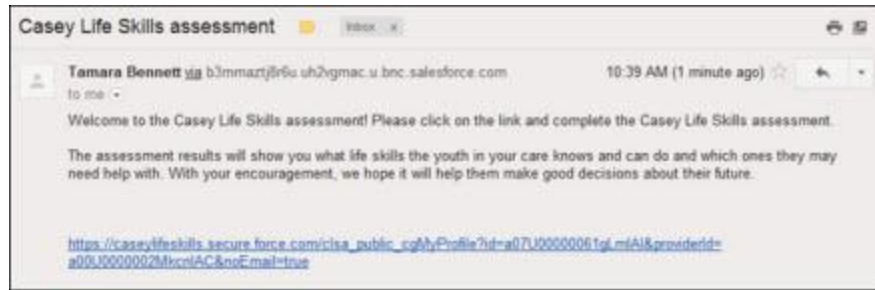 Casey Life Skills assessment Inbox x
Tamara Bennett via b3mmaztj8r6u.uh2vgmac.u.bnc.salesforce.com 10:39 AM (1 minute ago)
to me
Welcome to the Casey Life Skills assessment! Please click on the link and complete the Casey Life Skills assessment.
The assessment results will show you what life skills the youth in your care knows and can do and which ones they may
need help with. With your encouragement, we hope it will help them make good decisions about their future.
https://caseylifeskills.secure.force.com/clsa_public_cgMyProfile?id=a07U00000061gLmIAI&providerId=
a00U0000002MkcnIAC&noEmail=true